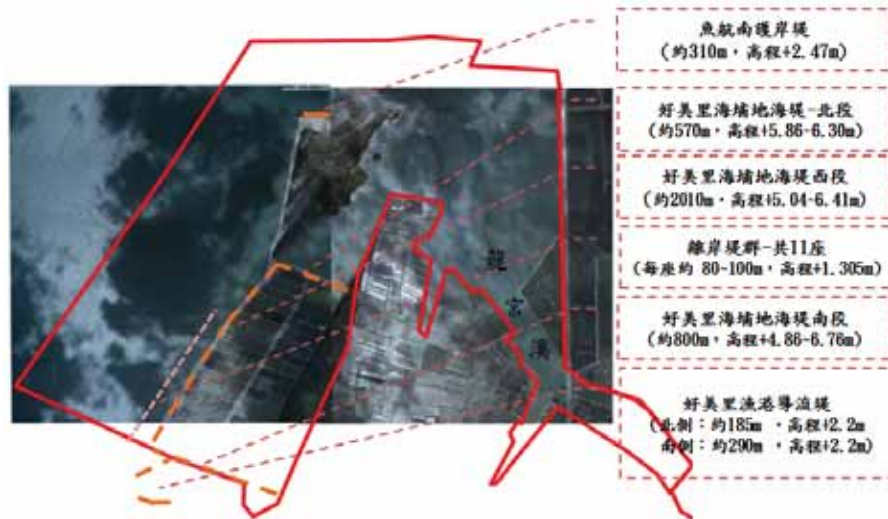 魚航南護岸堤
(約310m，高程+2.47m)
好美里海埔地海堤-北段
(約570m，高程+5.86~6.30m)
好美里海埔地海堤西段
(約2010m，高程+5.04~6.41m)
離岸堤群-共11座
(每座約 80~100m，高程+1.305m)
好美里海埔地海堤南段
(約800m，高程+4.86~6.76m)
好美里漁港導流堤
(北側：約185m ，高程+2.2m
南側：約290m ，高程+2.2m)
龍
宮
溪